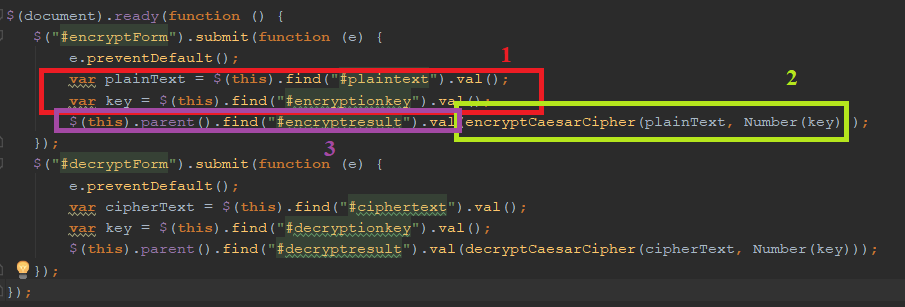 $(document).ready(function () {
$("#encryptForm").submit(function (e) {
e.preventDefault();
1
var plainText = $(this).find("#plaintext").val();
2
var key = $(this).find("#encryptionkey").val();
$(this).parent().find("#encryptresult").val(encryptCaesarCipher(plainText, Number(key)));
});
3
$("#decryptForm").submit(function (e) {
e.preventDefault();
var cipherText = $(this).find("#ciphertext").val();
var key = $(this).find("#decryptionkey").val();
$(this).parent().find("#decryptresult").val(decryptCaesarCipher(cipherText, Number(key)));
});
});